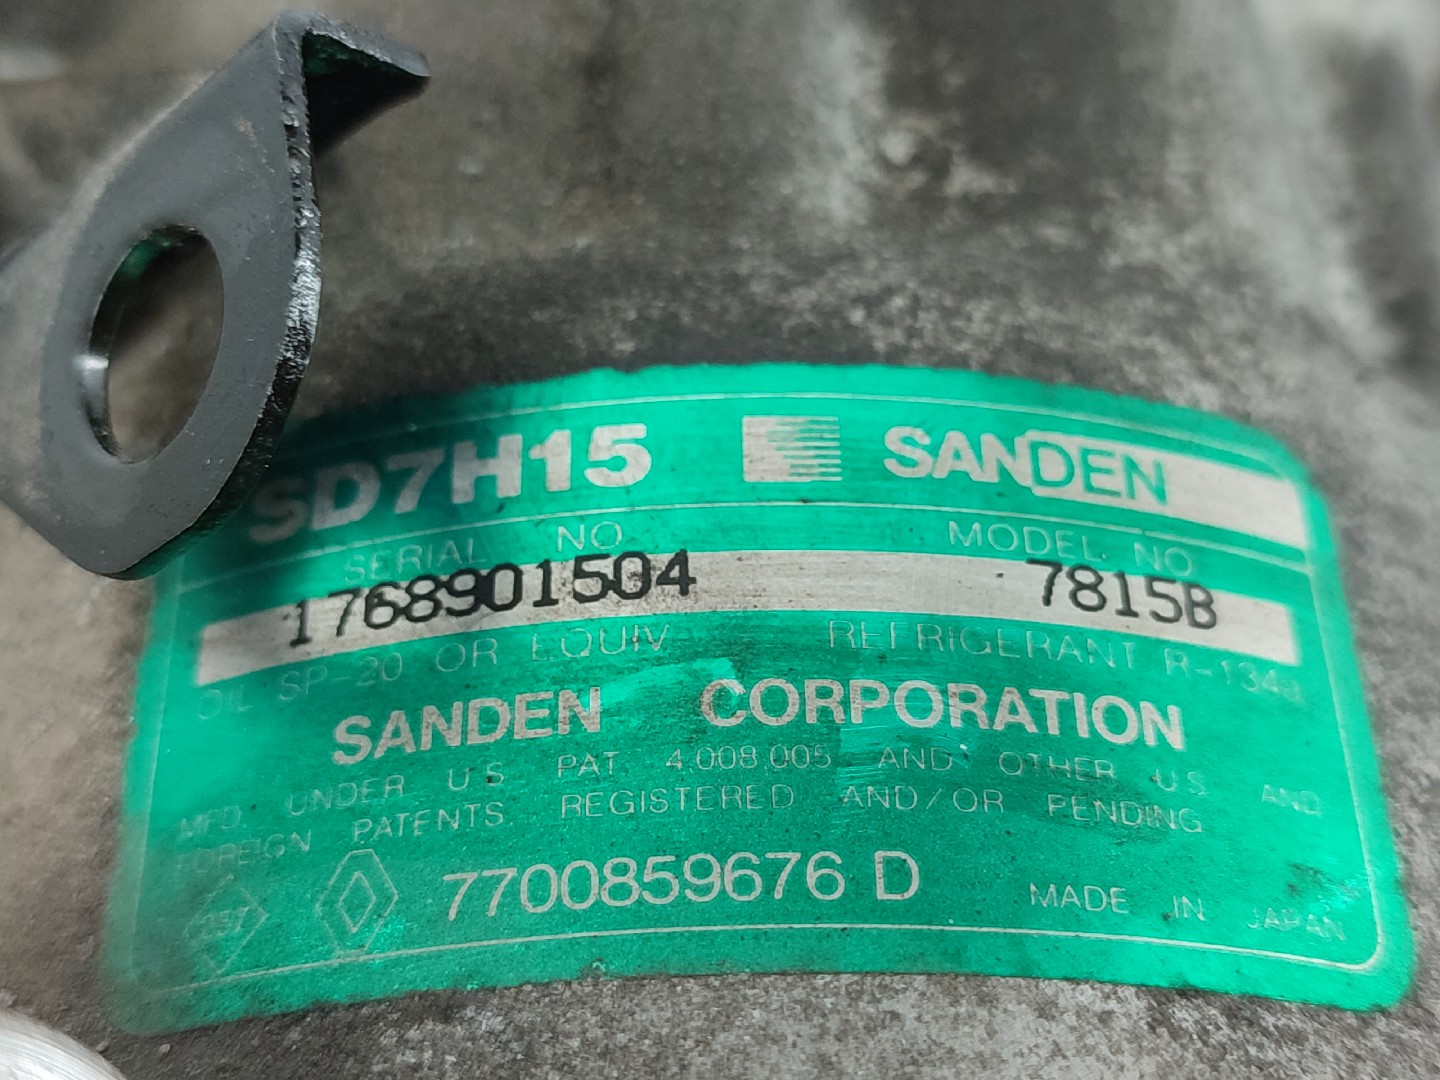 SD7H15 SANDEN
SERIAL NO MODEL NO
1768901504 7815B
OIL SP-20 OR EQUIV REFRIGERANT R-134a
SANDEN CORPORATION
MFD. UNDER U S PAT 4.008.005 AND OTHER U.S. AND
FOREIGN PATENTS REGISTERED AND/OR PENDING
7700859676 D MADE IN JAPAN